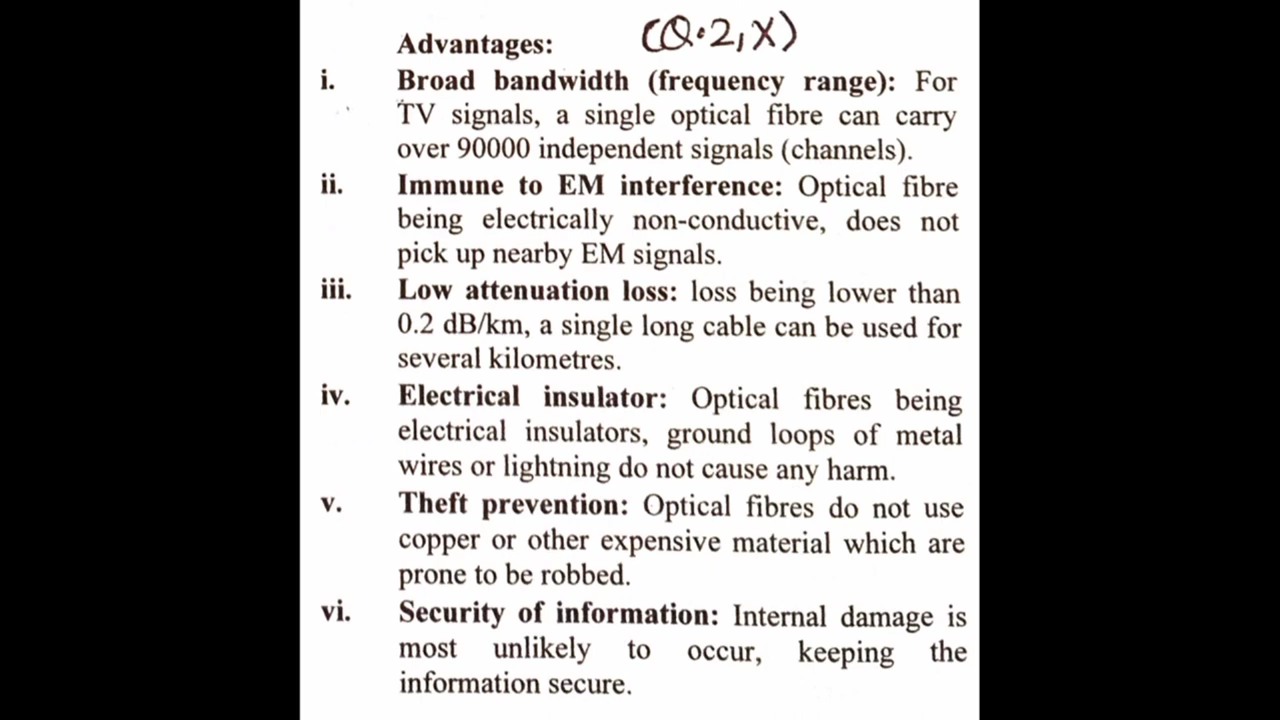 Advantages: (Q.2, X)
i. Broad bandwidth (frequency range): For
TV signals, a single optical fibre can carry
over 90000 independent signals (channels).
ii. Immune to EM interference: Optical fibre
being electrically non-conductive, does not
pick up nearby EM signals.
iii. Low attenuation loss: loss being lower than
0.2 dB/km, a single long cable can be used for
several kilometres.
iv. Electrical insulator: Optical fibres being
electrical insulators, ground loops of metal
wires or lightning do not cause any harm.
v. Theft prevention: Optical fibres do not use
copper or other expensive material which are
prone to be robbed.
vi. Security of information: Internal damage is
most unlikely to occur, keeping the
information secure.